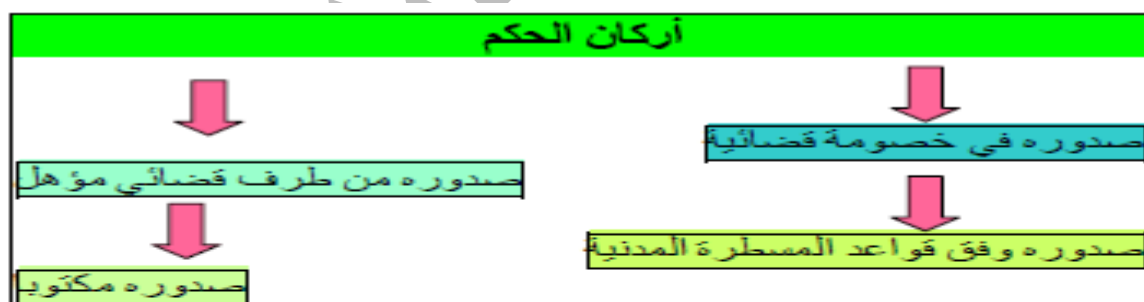 أركان الحكم
صدوره في خصومة قضائية
صدوره من طرف قضائي مؤهل
صدوره وفق قواعد المسطرة المدنية
صدوره مكتوبا